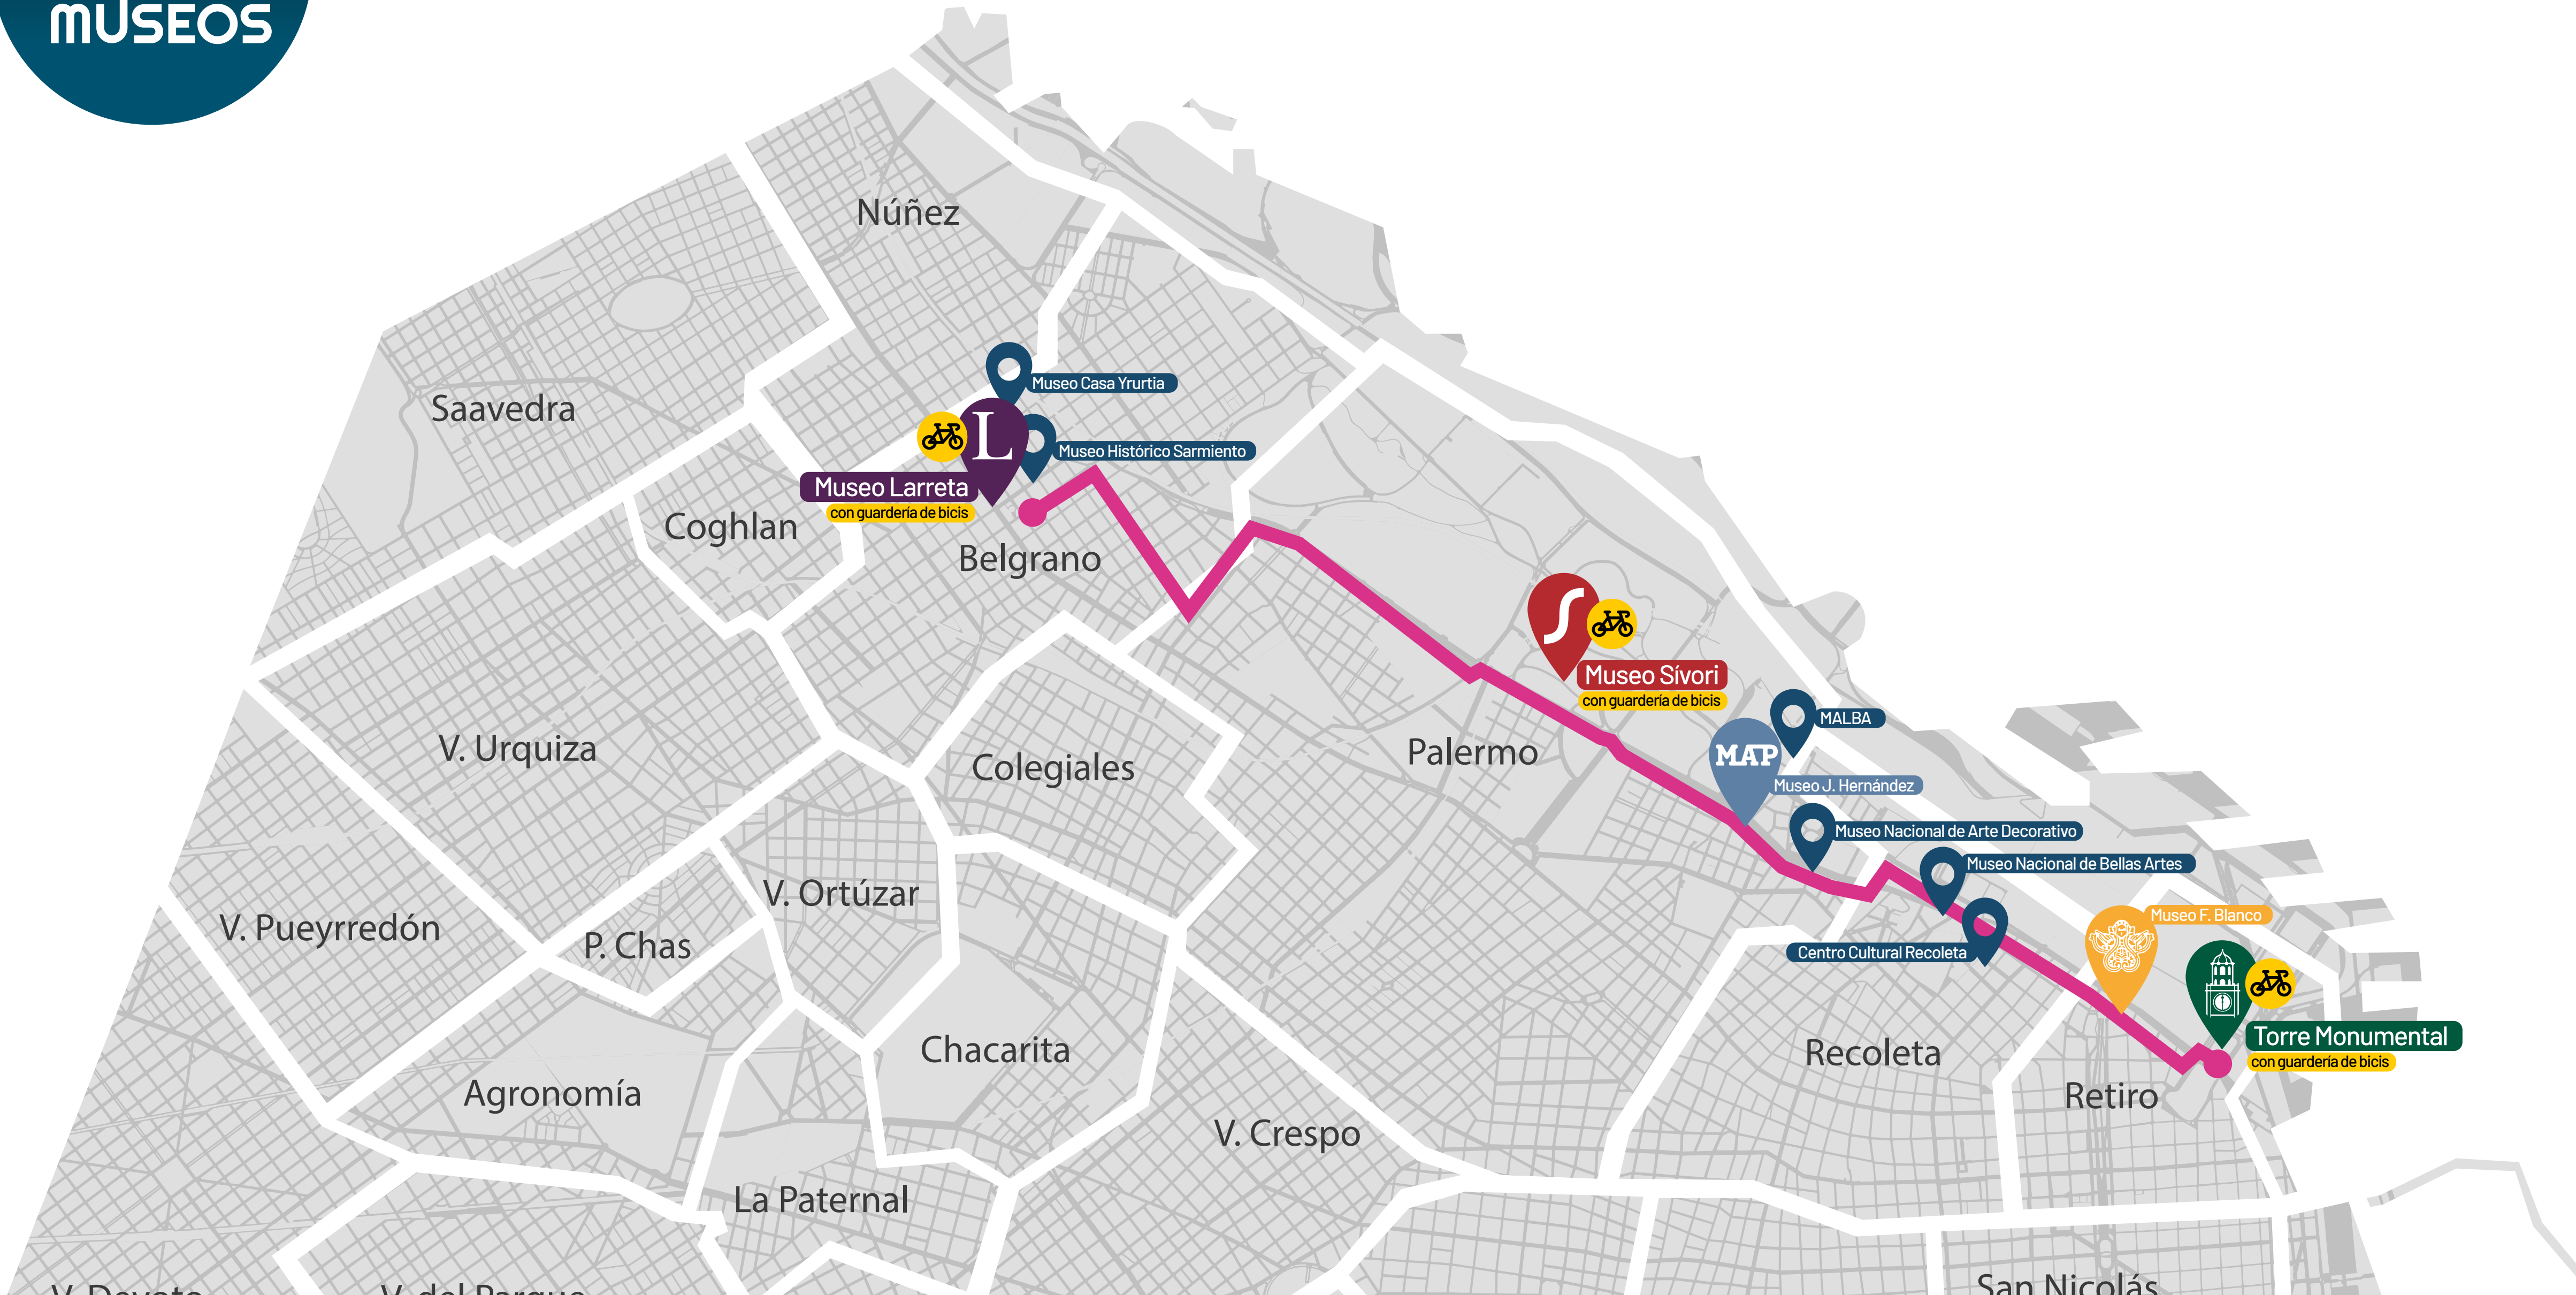 MUSEOS
Núñez
Museo Casa Yrurtia
Saavedra
L
Museo Histórico Sarmiento
Museo Larreta
con guardería de bicis
Coghlan
Belgrano
S
Museo Sívori
con guardería de bicis
MALBA
V. Urquiza
Colegiales
Palermo
MAP
Museo J. Hernández
Museo Nacional de Arte Decorativo
Museo Nacional de Bellas Artes
V. Ortúzar
V. Pueyrredón
P. Chas
Museo F. Blanco
Centro Cultural Recoleta
Torre Monumental
con guardería de bicis
Chacarita
Recoleta
Agronomía
Retiro
V. Crespo
La Paternal
V. Devoto
V. del Parque
San Nicolás